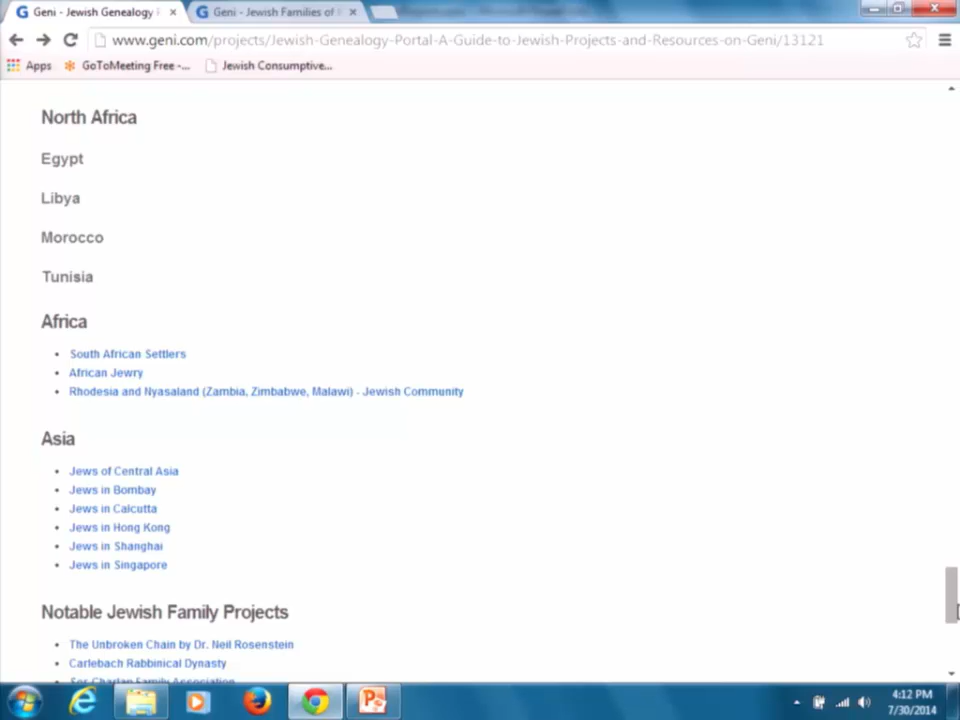 Geni - Jewish Genealogy
Geni - Jewish Families of
www.geni.com/projects/Jewish-Genealogy-Portal-A-Guide-to-Jewish-Projects-and-Resources-on-Geni/13121
Apps
GoToMeeting Free -...
Jewish Consumptive...
North Africa
Egypt
Libya
Morocco
Tunisia
Africa
South African Settlers
African Jewry
Rhodesia and Nyasaland (Zambia, Zimbabwe, Malawi) - Jewish Community
Asia
Jews of Central Asia
Jews in Bombay
Jews in Calcutta
Jews in Hong Kong
Jews in Shanghai
Jews in Singapore
Notable Jewish Family Projects
The Unbroken Chain by Dr. Neil Rosenstein
Carlebach Rabbinical Dynasty
Family Association
4:12 PM
7/30/2014